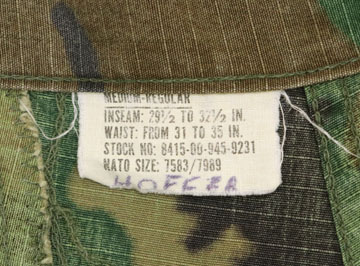 MEDIUM-REGULAR
INSEAM: 29½ TO 32½ IN.
WAIST: FROM 31 TO 35 IN.
STOCK NO: 8415-00-945-9231
NATO SIZE: 7583/7989